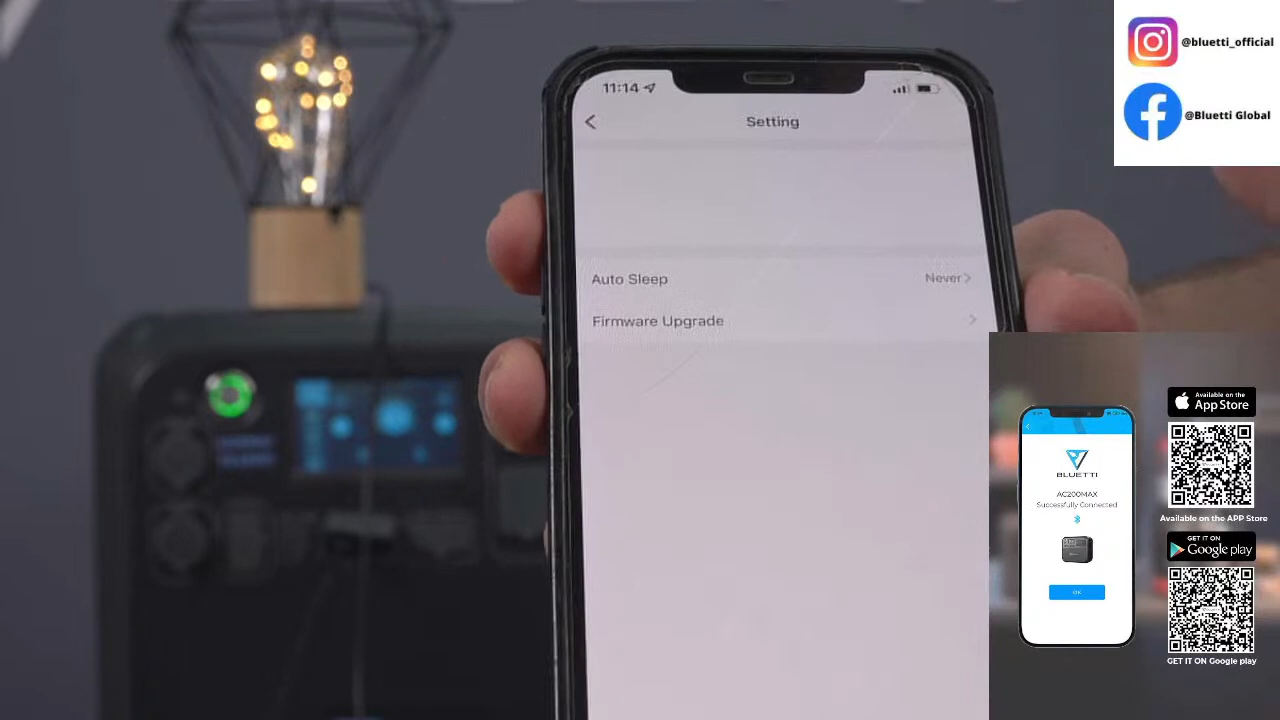 @bluetti_official
@Bluetti Global
11:14
Setting
Auto Sleep
Never
Firmware Upgrade
BLUETTI
AC200MAX
Successfully Connected
OK
Available on the
App Store
Available on the APP Store
GET IT ON
Google play
GET IT ON Google play